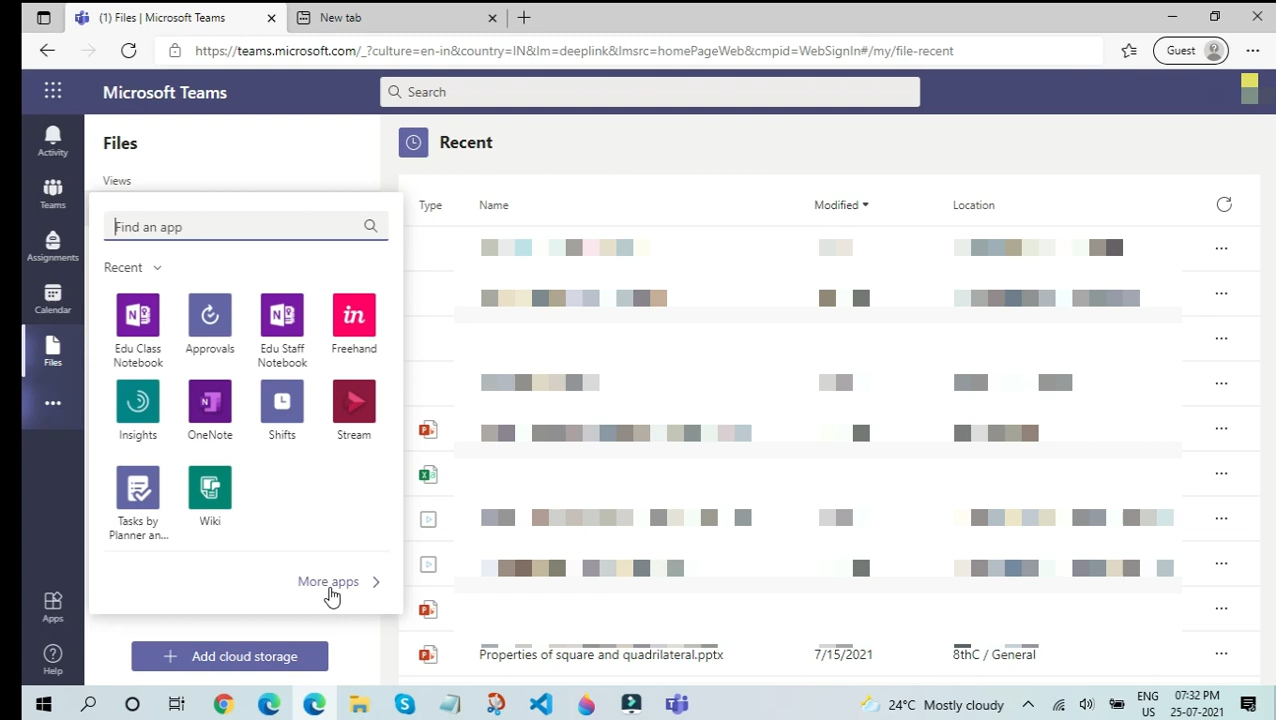 (1) Files | Microsoft Teams
New tab
https://teams.microsoft.com/_?culture=en-in&country=IN&lm=deeplink&lmsrc=homePageWeb&cmpid=WebSignIn#/my/file-recent
Guest
Microsoft Teams
Search
Activity
Teams
Assignments
Calendar
Files
Apps
Help
Files
Views
Find an app
Recent
Edu Class
Notebook
Approvals
Edu Staff
Notebook
in
Freehand
Insights
OneNote
Shifts
Stream
Tasks by
Planner an...
Wiki
More apps
Add cloud storage
Recent
Type
Name
Modified
Location
Properties of square and quadrilateral.pptx
7/15/2021
8thC / General
24°C Mostly cloudy
ENG
US
07:32 PM
25-07-2021